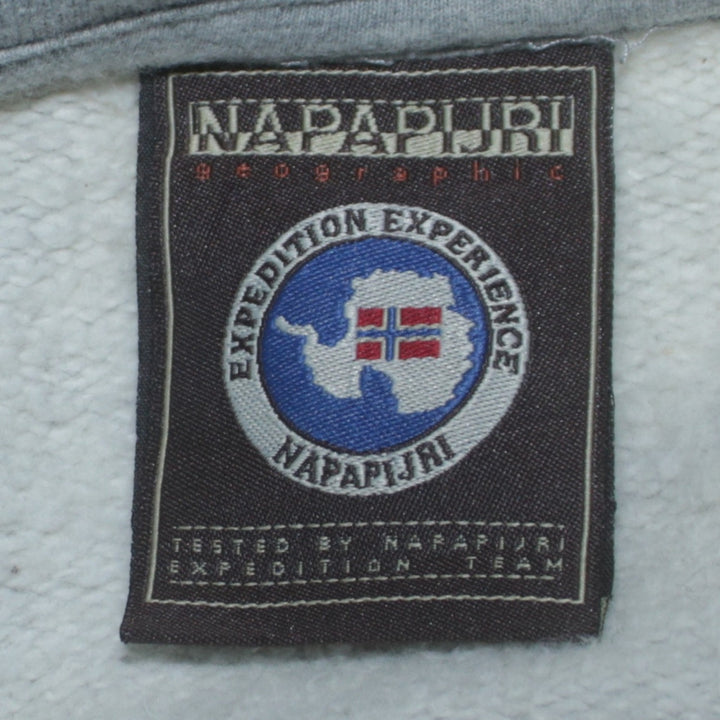 NAPAPIJRI
geographic
EXPEDITION EXPERIENCE
NAPAPIJRI
TESTED BY NAPAPIJRI
EXPEDITION TEAM